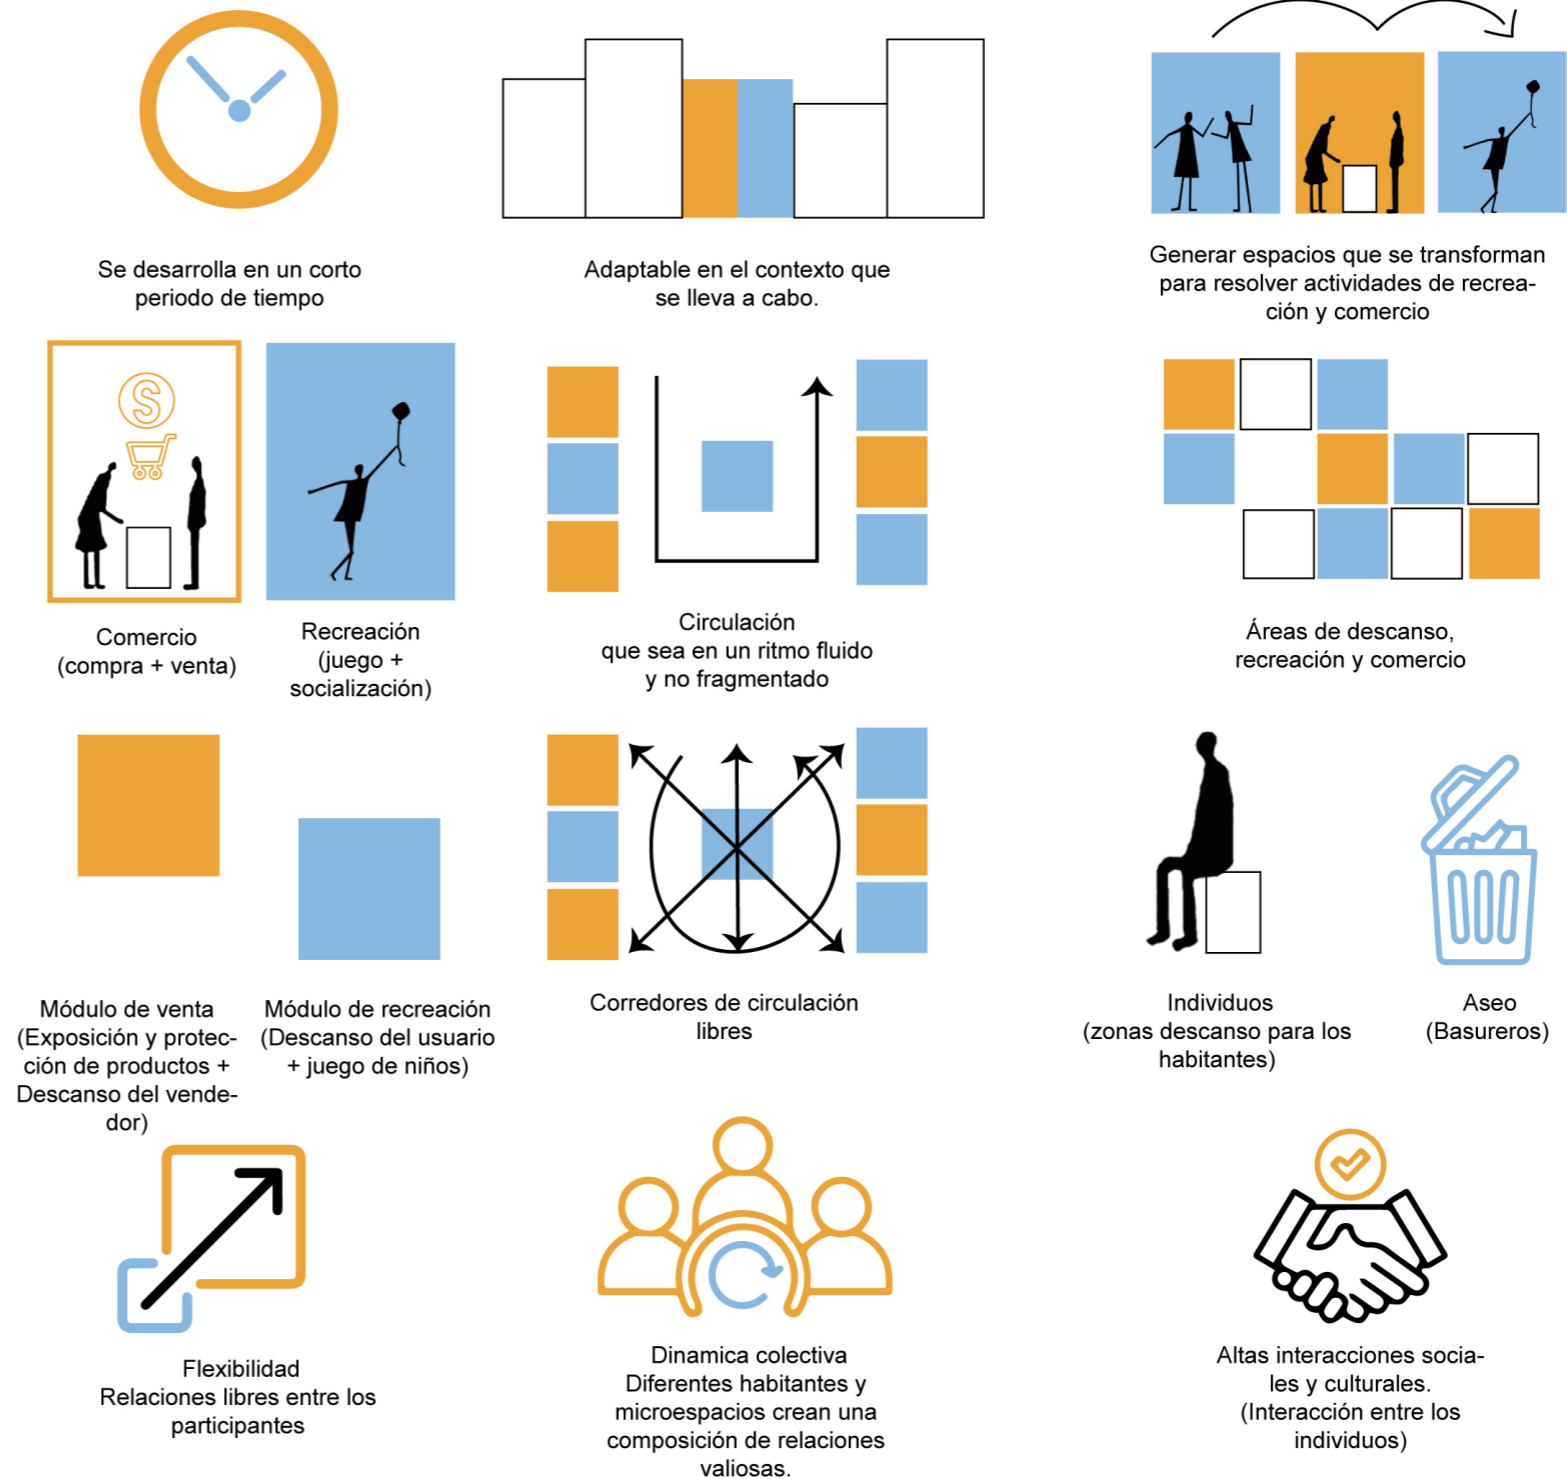 Se desarrolla en un corto
periodo de tiempo
Adaptable en el contexto que
se lleva a cabo.
Generar espacios que se transforman
para resolver actividades de recrea-
ción y comercio
S
Comercio
(compra + venta)
Recreación
(juego +
socialización)
Circulación
que sea en un ritmo fluido
y no fragmentado
Áreas de descanso,
recreación y comercio
Módulo de venta
(Exposición y protec-
ción de productos +
Descanso del vende-
dor)
Módulo de recreación
(Descanso del usuario
+ juego de niños)
Corredores de circulación
libres
Individuos
(zonas descanso para los
habitantes)
Aseo
(Basureros)
Flexibilidad
Relaciones libres entre los
participantes
Dinamica colectiva
Diferentes habitantes y
microespacios crean una
composición de relaciones
valiosas.
Altas interacciones socia-
les y culturales.
(Interacción entre los
individuos)